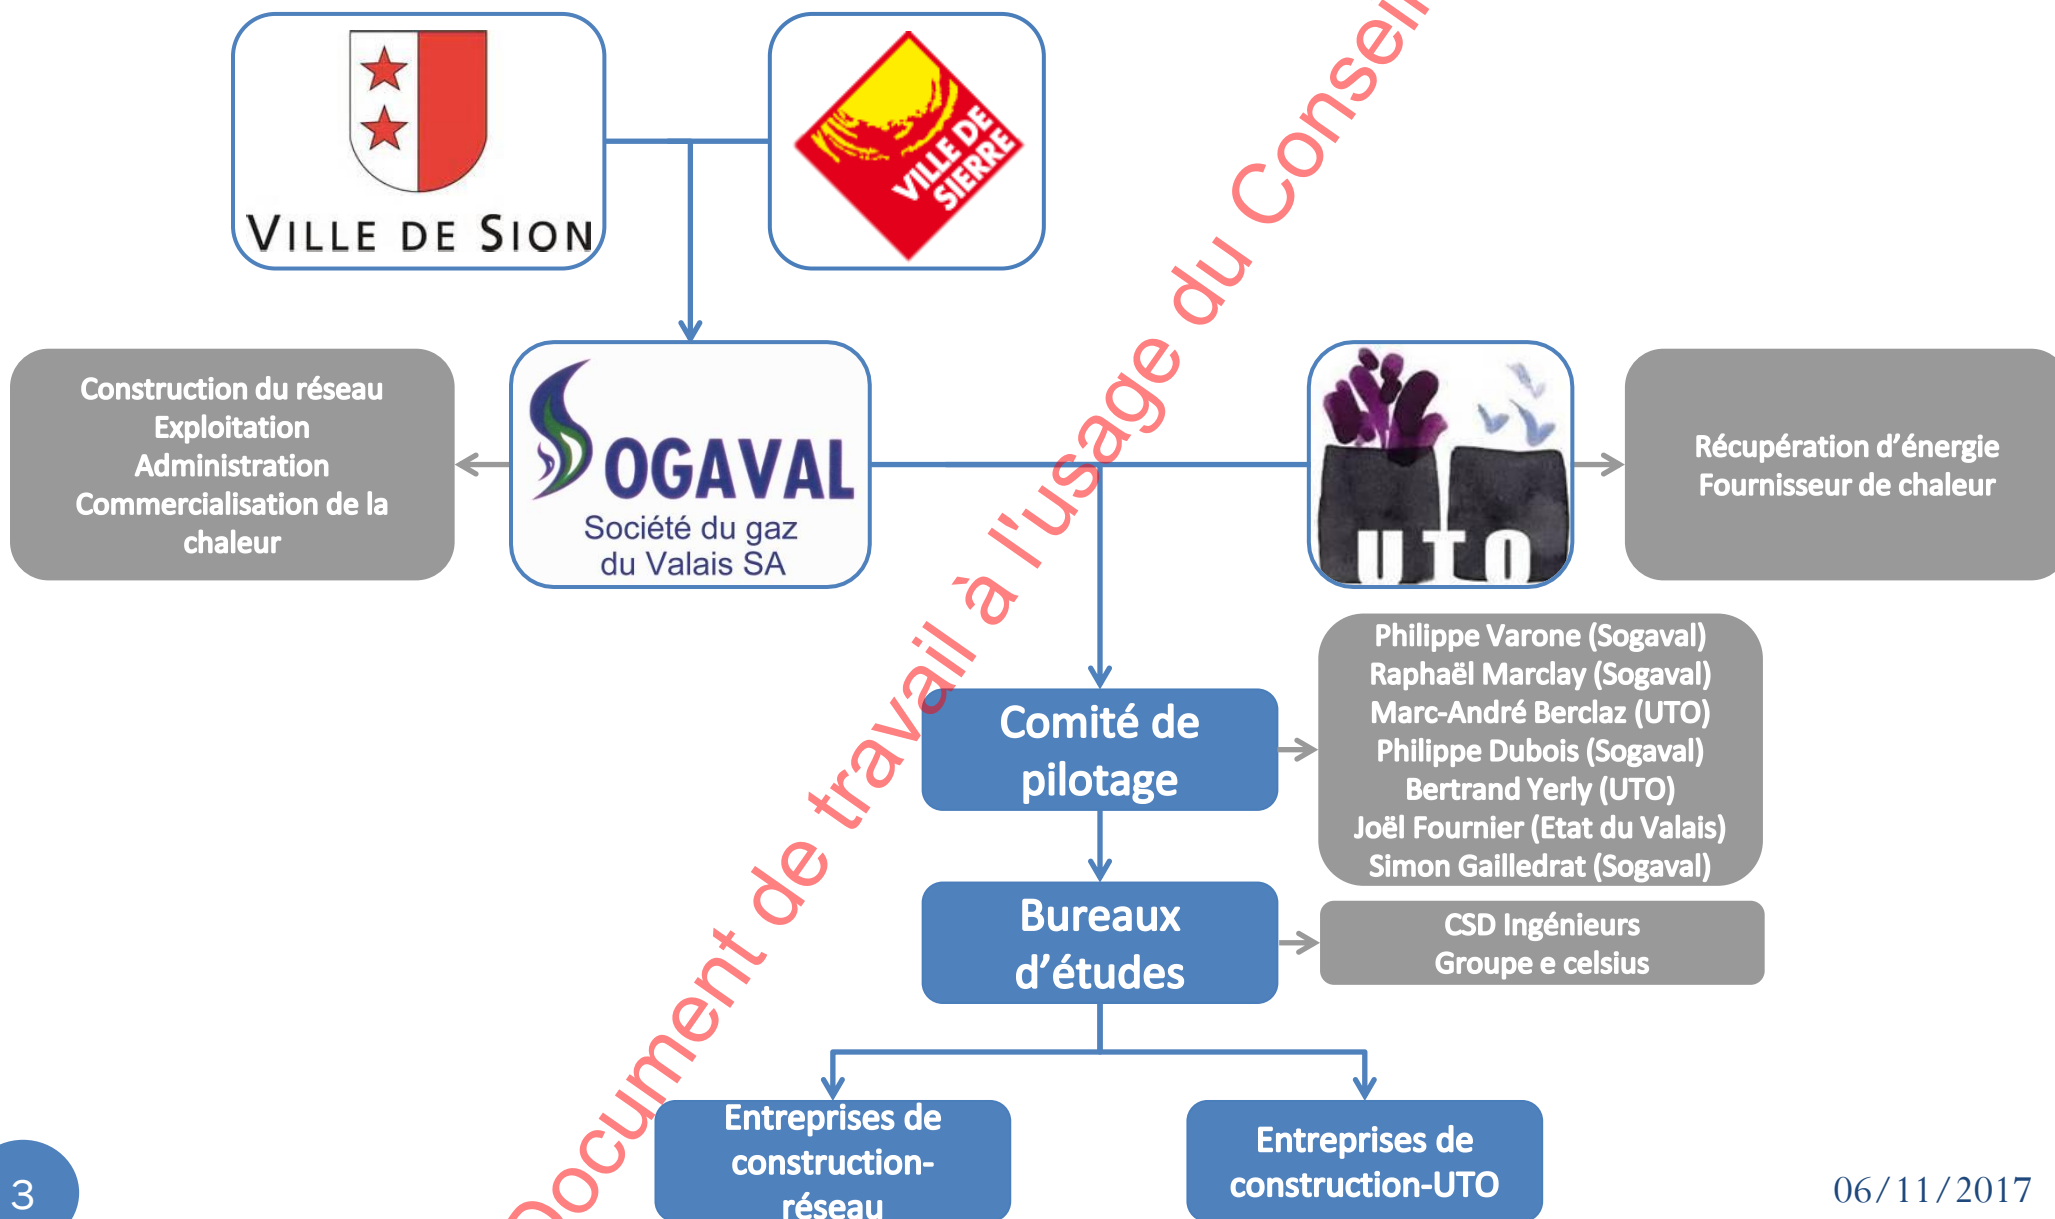 VILLE DE SION
VILLE DE
SIERRE
Construction du réseau
Exploitation
Administration
Commercialisation de la
chaleur
SOGAVAL
Société du gaz
du Valais SA
UTO
Récupération d’énergie
Fournisseur de chaleur
Comité de
pilotage
Philippe Varone (Sogaval)
Raphaël Marclay (Sogaval)
Marc-André Berclaz (UTO)
Philippe Dubois (Sogaval)
Bertrand Yerly (UTO)
Joël Fournier (Etat du Valais)
Simon Gailledrat (Sogaval)
Bureaux
d’études
CSD Ingénieurs
Groupe e celsius
Entreprises de
construction-
réseau
Entreprises de
construction-UTO
Document de travail à l'usage du Conseil
3
06/11/2017